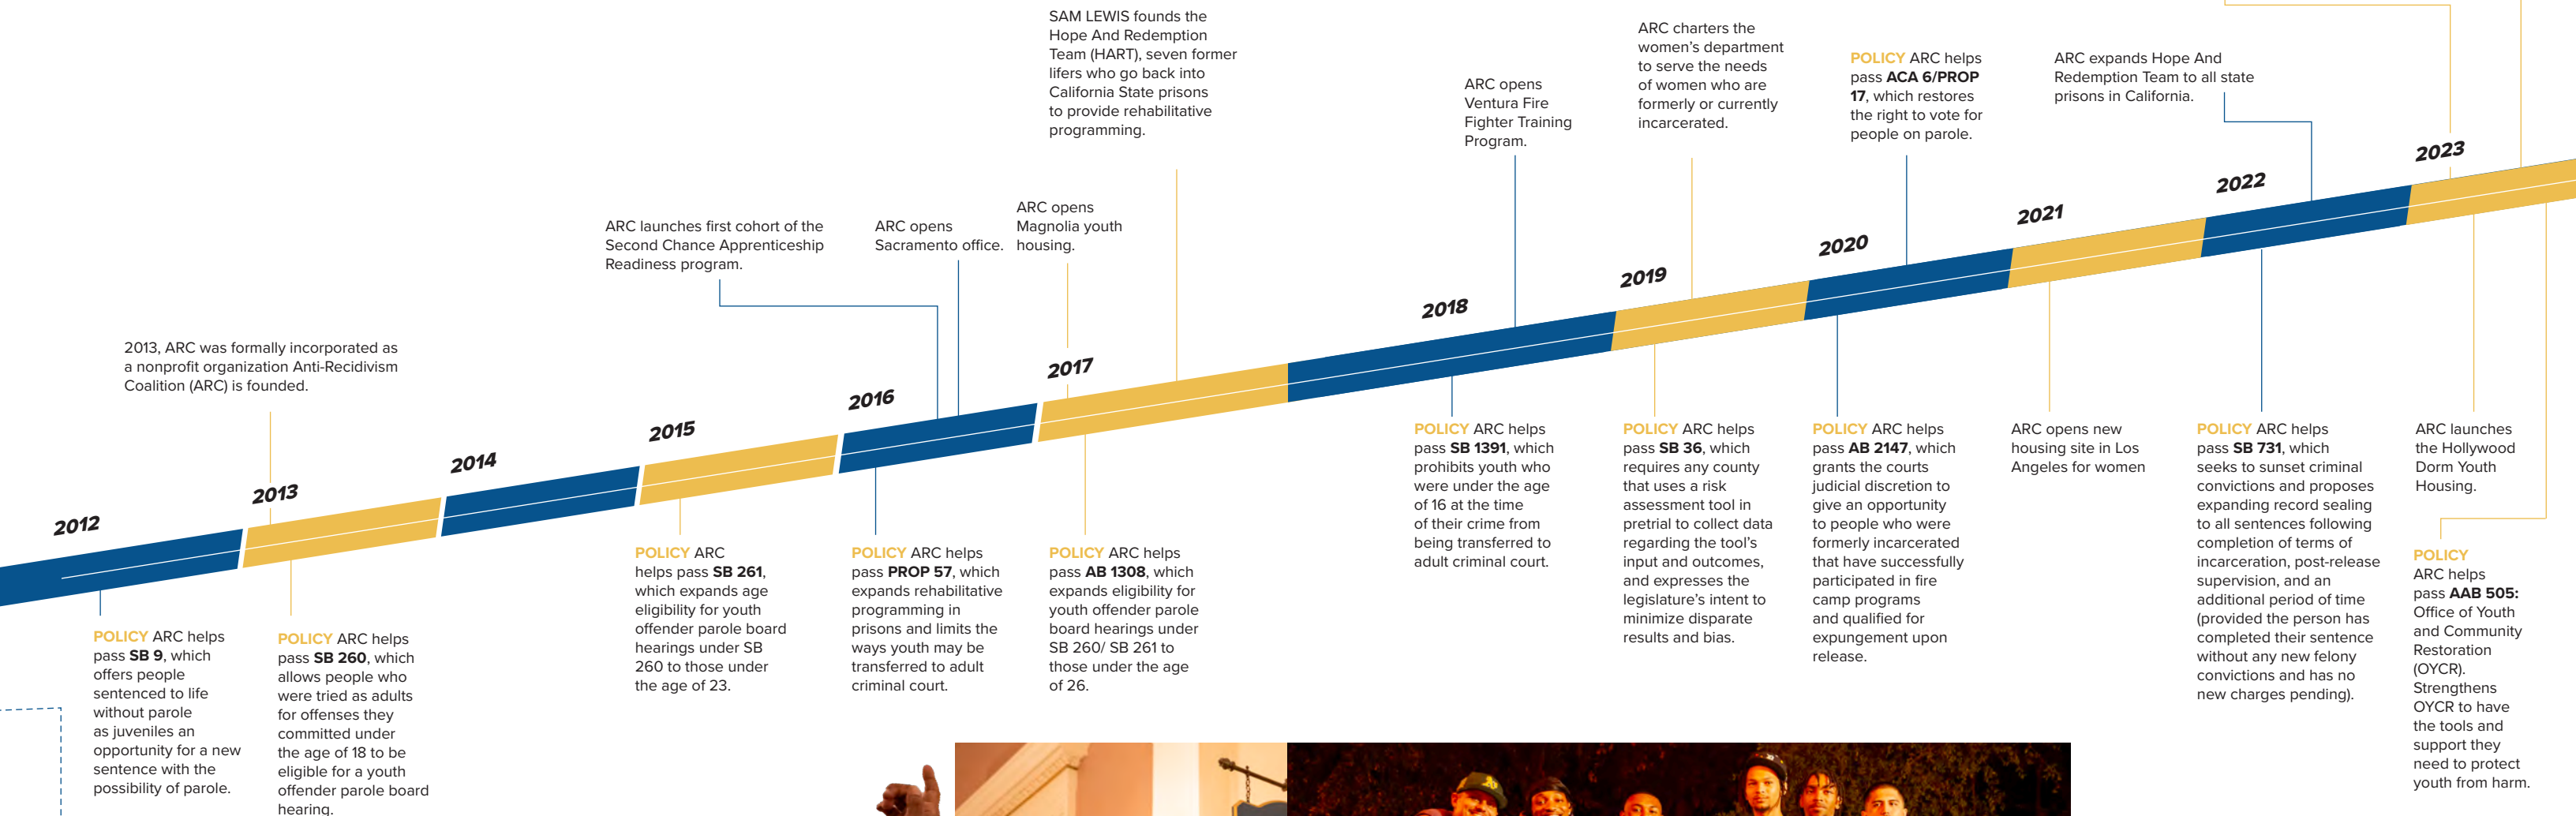 SAM LEWIS founds the
Hope And Redemption
Team (HART), seven former
lifers who go back into
California State prisons
to provide rehabilitative
programming.
ARC opens
Ventura Fire
Fighter Training
Program.
ARC charters the
women's department
to serve the needs
of women who are
formerly or currently
incarcerated.
POLICY ARC helps
pass ACA 6/PROP
17, which restores
the right to vote for
people on parole.
ARC expands Hope And
Redemption Team to all state
prisons in California.
ARC launches first cohort of the
Second Chance Apprenticeship
Readiness program.
ARC opens
Sacramento office.
ARC opens
Magnolia youth
housing.
2013, ARC was formally incorporated as
a nonprofit organization Anti-Recidivism
Coalition (ARC) is founded.
2012
2013
2014
2015
2016
2017
2018
2019
2020
2021
2022
2023
POLICY ARC helps
pass SB 9, which
offers people
sentenced to life
without parole
as juveniles an
opportunity for a new
sentence with the
possibility of parole.
POLICY ARC helps
pass SB 260, which
allows people who
were tried as adults
for offenses they
committed under
the age of 18 to be
eligible for a youth
offender parole board
hearing.
POLICY ARC
helps pass SB 261,
which expands age
eligibility for youth
offender parole board
hearings under SB
260 to those under
the age of 23.
POLICY ARC helps
pass PROP 57, which
expands rehabilitative
programming in
prisons and limits the
ways youth may be
transferred to adult
criminal court.
POLICY ARC helps
pass AB 1308, which
expands eligibility for
youth offender parole
board hearings under
SB 260/ SB 261 to
those under the age
of 26.
POLICY ARC helps
pass SB 1391, which
prohibits youth who
were under the age
of 16 at the time
of their crime from
being transferred to
adult criminal court.
POLICY ARC helps
pass SB 36, which
requires any county
that uses a risk
assessment tool in
pretrial to collect data
regarding the tool's
input and outcomes,
and expresses the
legislature's intent to
minimize disparate
results and bias.
POLICY ARC helps
pass AB 2147, which
grants the courts
judicial discretion to
give an opportunity
to people who were
formerly incarcerated
that have successfully
participated in fire
camp programs
and qualified for
expungement upon
release.
ARC opens new
housing site in Los
Angeles for women
POLICY ARC helps
pass SB 731, which
seeks to sunset criminal
convictions and proposes
expanding record sealing
to all sentences following
completion of terms of
incarceration, post-release
supervision, and an
additional period of time
(provided the person has
completed their sentence
without any new felony
convictions and has no
new charges pending).
ARC launches
the Hollywood
Dorm Youth
Housing.
POLICY
ARC helps
pass AAB 505:
Office of Youth
and Community
Restoration
(OYCR).
Strengthens
OYCR to have
the tools and
support they
need to protect
youth from harm.